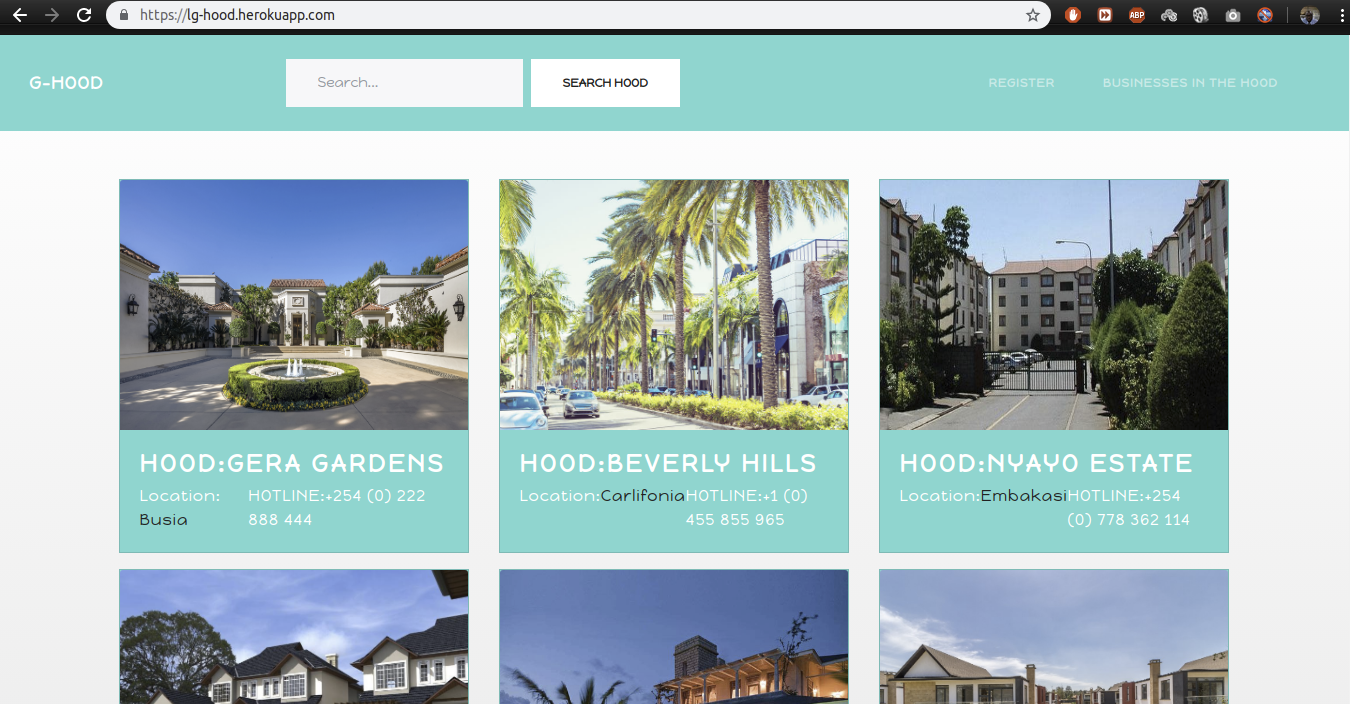 https://lg-hood.herokuapp.com
ABP
G-HOOD
Search...
SEARCH HOOD
REGISTER
BUSINESSES IN THE HOOD
HOOD:GERA GARDENS
Location:
Busia
HOTLINE:+254 (0) 222
888 444
HOOD:BEVERLY HILLS
Location:Carlifonia
HOTLINE:+1 (0)
455 855 965
HOOD:NYAYO ESTATE
Location:Embakasi
HOTLINE:+254
(0) 778 362 114